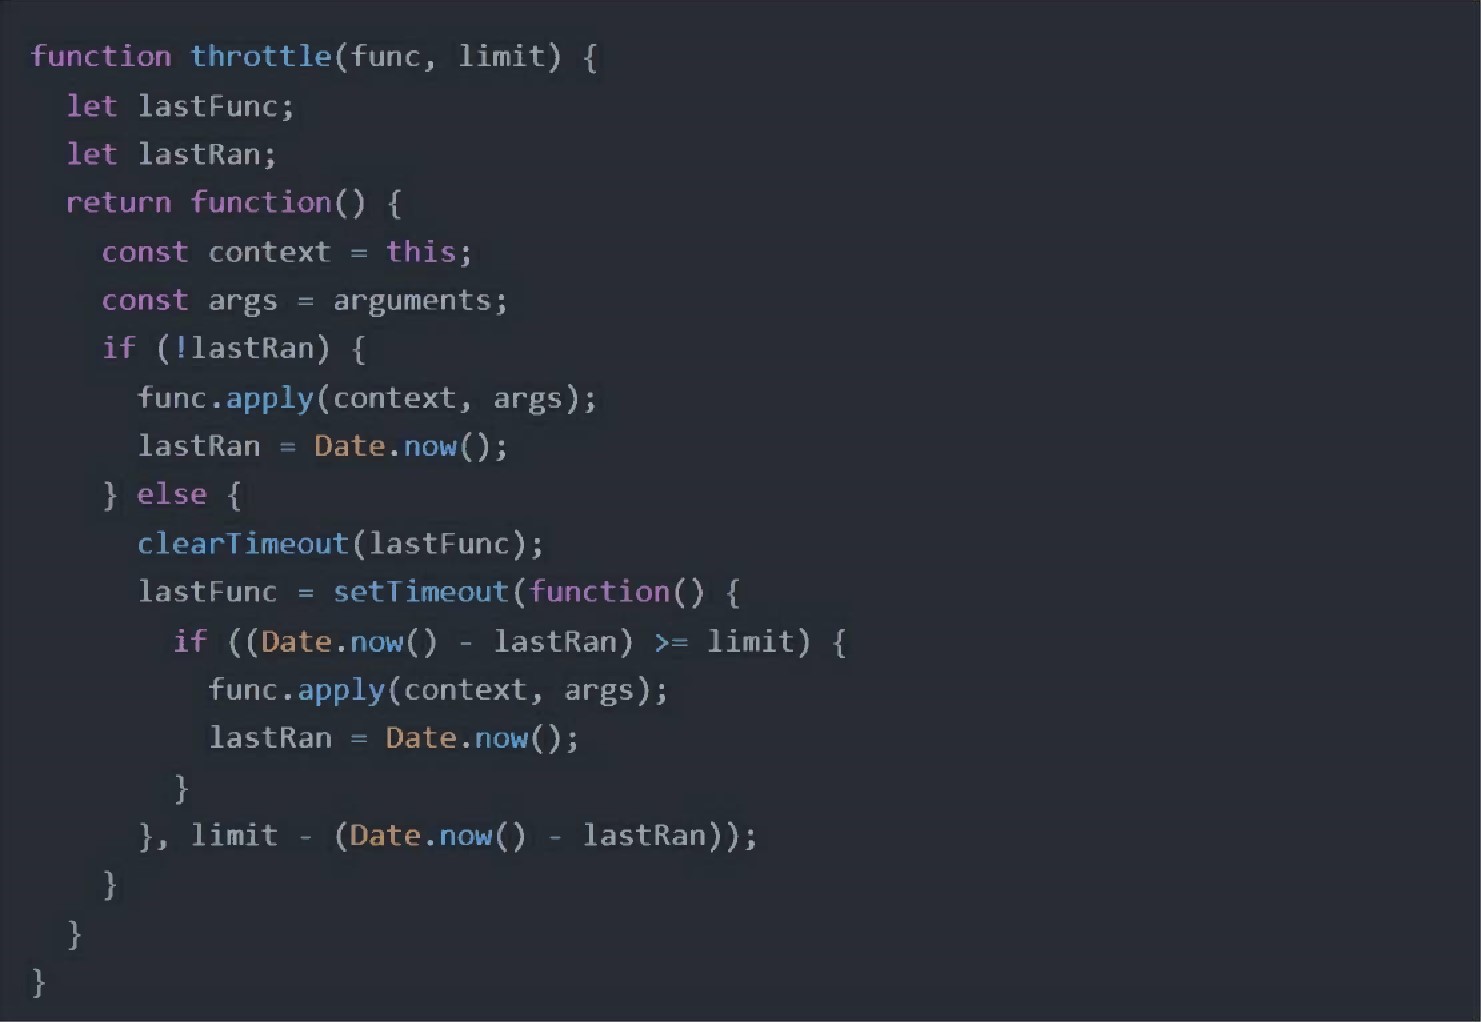 function throttle(func, limit) {
  let lastFunc;
  let lastRan;
  return function() {
    const context = this;
    const args = arguments;
    if (!lastRan) {
      func.apply(context, args);
      lastRan = Date.now();
    } else {
      clearTimeout(lastFunc);
      lastFunc = setTimeout(function() {
        if ((Date.now() - lastRan) >= limit) {
          func.apply(context, args);
          lastRan = Date.now();
        }
      }, limit - (Date.now() - lastRan));
    }
  }
}